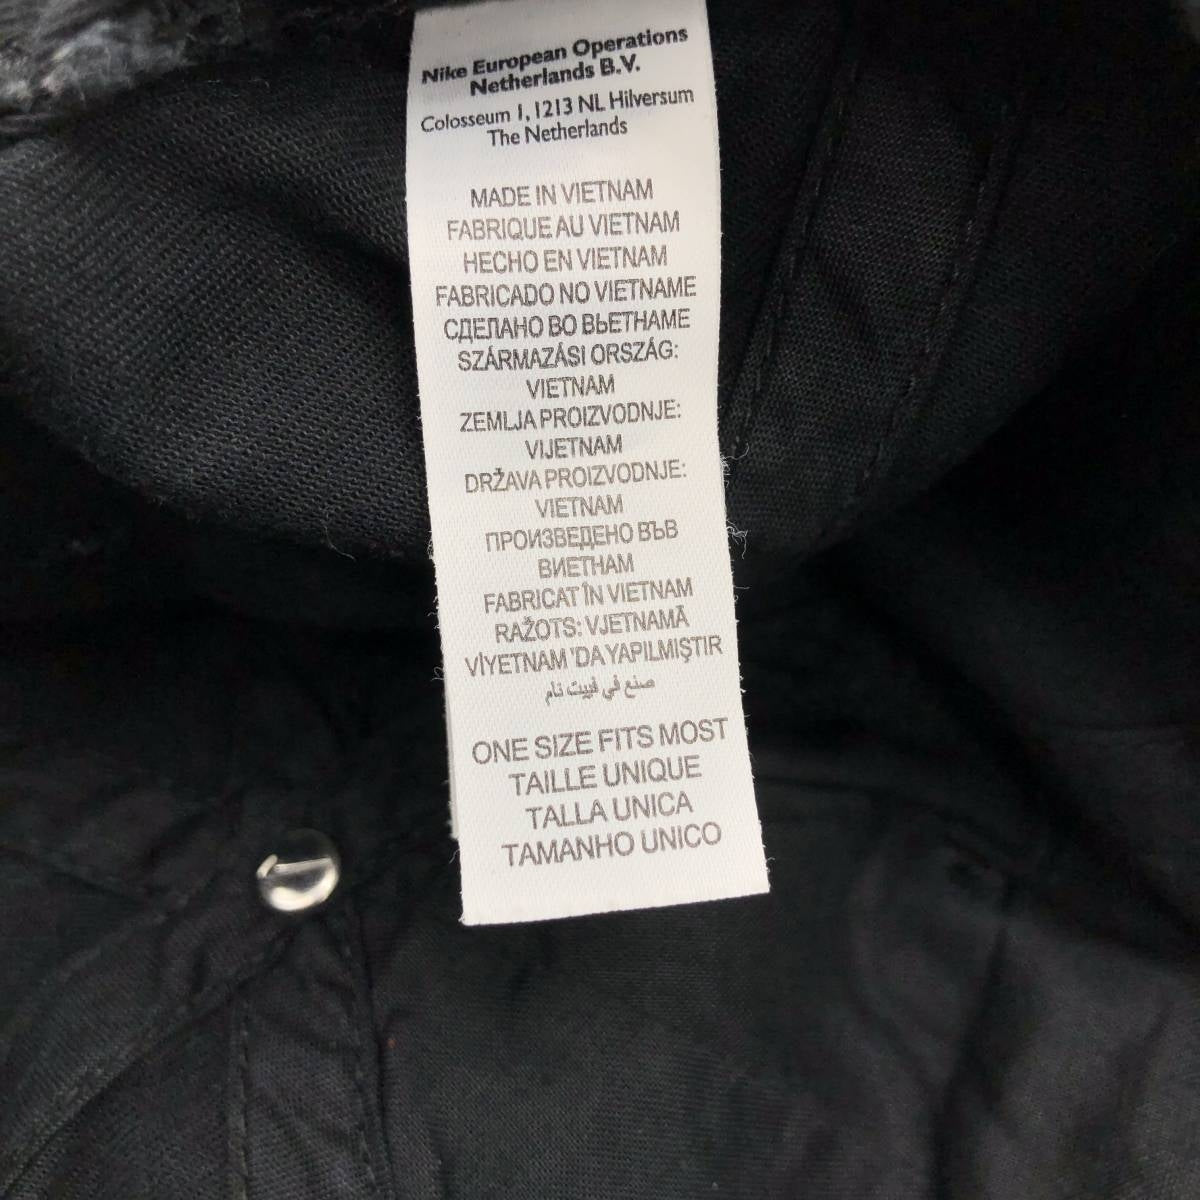 Nike European Operations
Netherlands B.V.
Colosseum 1, 1213 NL Hilversum
The Netherlands
MADE IN VIETNAM
FABRIQUE AU VIETNAM
HECHO EN VIETNAM
FABRICADO NO VIETNAME
СДЕЛАНО ВО ВЬЕТНАМЕ
SZÁRMAZÁSI ORSZÁG:
VIETNAM
ZEMLJA PROIZVODNJE:
VIJETNAM
DRŽAVA PROIZVODNJE:
VIETNAM
ПРОИЗВЕДЕНО ВЪВ
ВИЕТНАМ
FABRICAT ÎN VIETNAM
RAŽOTS: VJETNAMĀ
VİYETNAM 'DA YAPILMIŞTIR
صنع في فييت نام
ONE SIZE FITS MOST
TAILLE UNIQUE
TALLA UNICA
TAMANHO UNICO